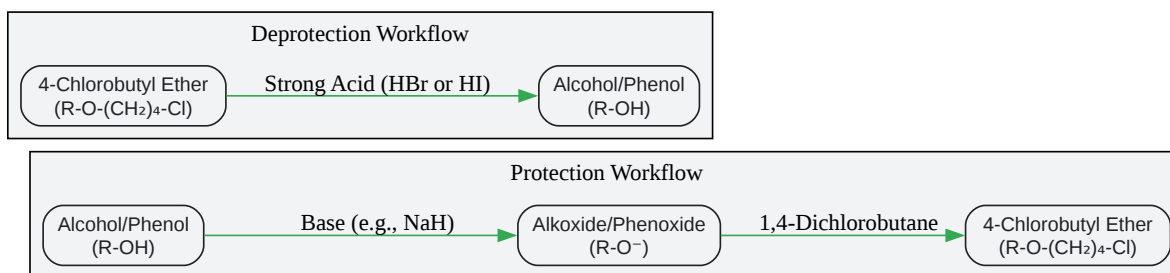 Deprotection Workflow
4-Chlorobutyl Ether
(R-O-(CH₂)₄-Cl)
Strong Acid (HBr or HI)
Alcohol/Phenol
(R-OH)
Protection Workflow
Alcohol/Phenol
(R-OH)
Base (e.g., NaH)
Alkoxide/Phenoxide
(R-O⁻)
1,4-Dichlorobutane
4-Chlorobutyl Ether
(R-O-(CH₂)₄-Cl)